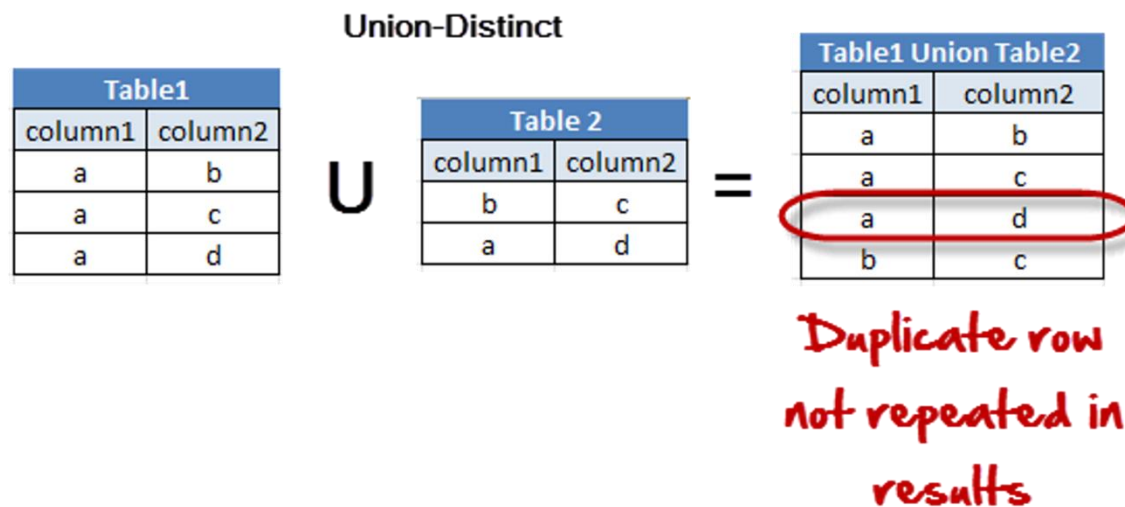 Union-Distinct
Table1
column1 column2
a b
a c
a d
U
Table 2
column1 column2
b c
a d
=
Table1 Union Table2
column1 column2
a b
a c
a d
b c
Duplicate row
not repeated in
results